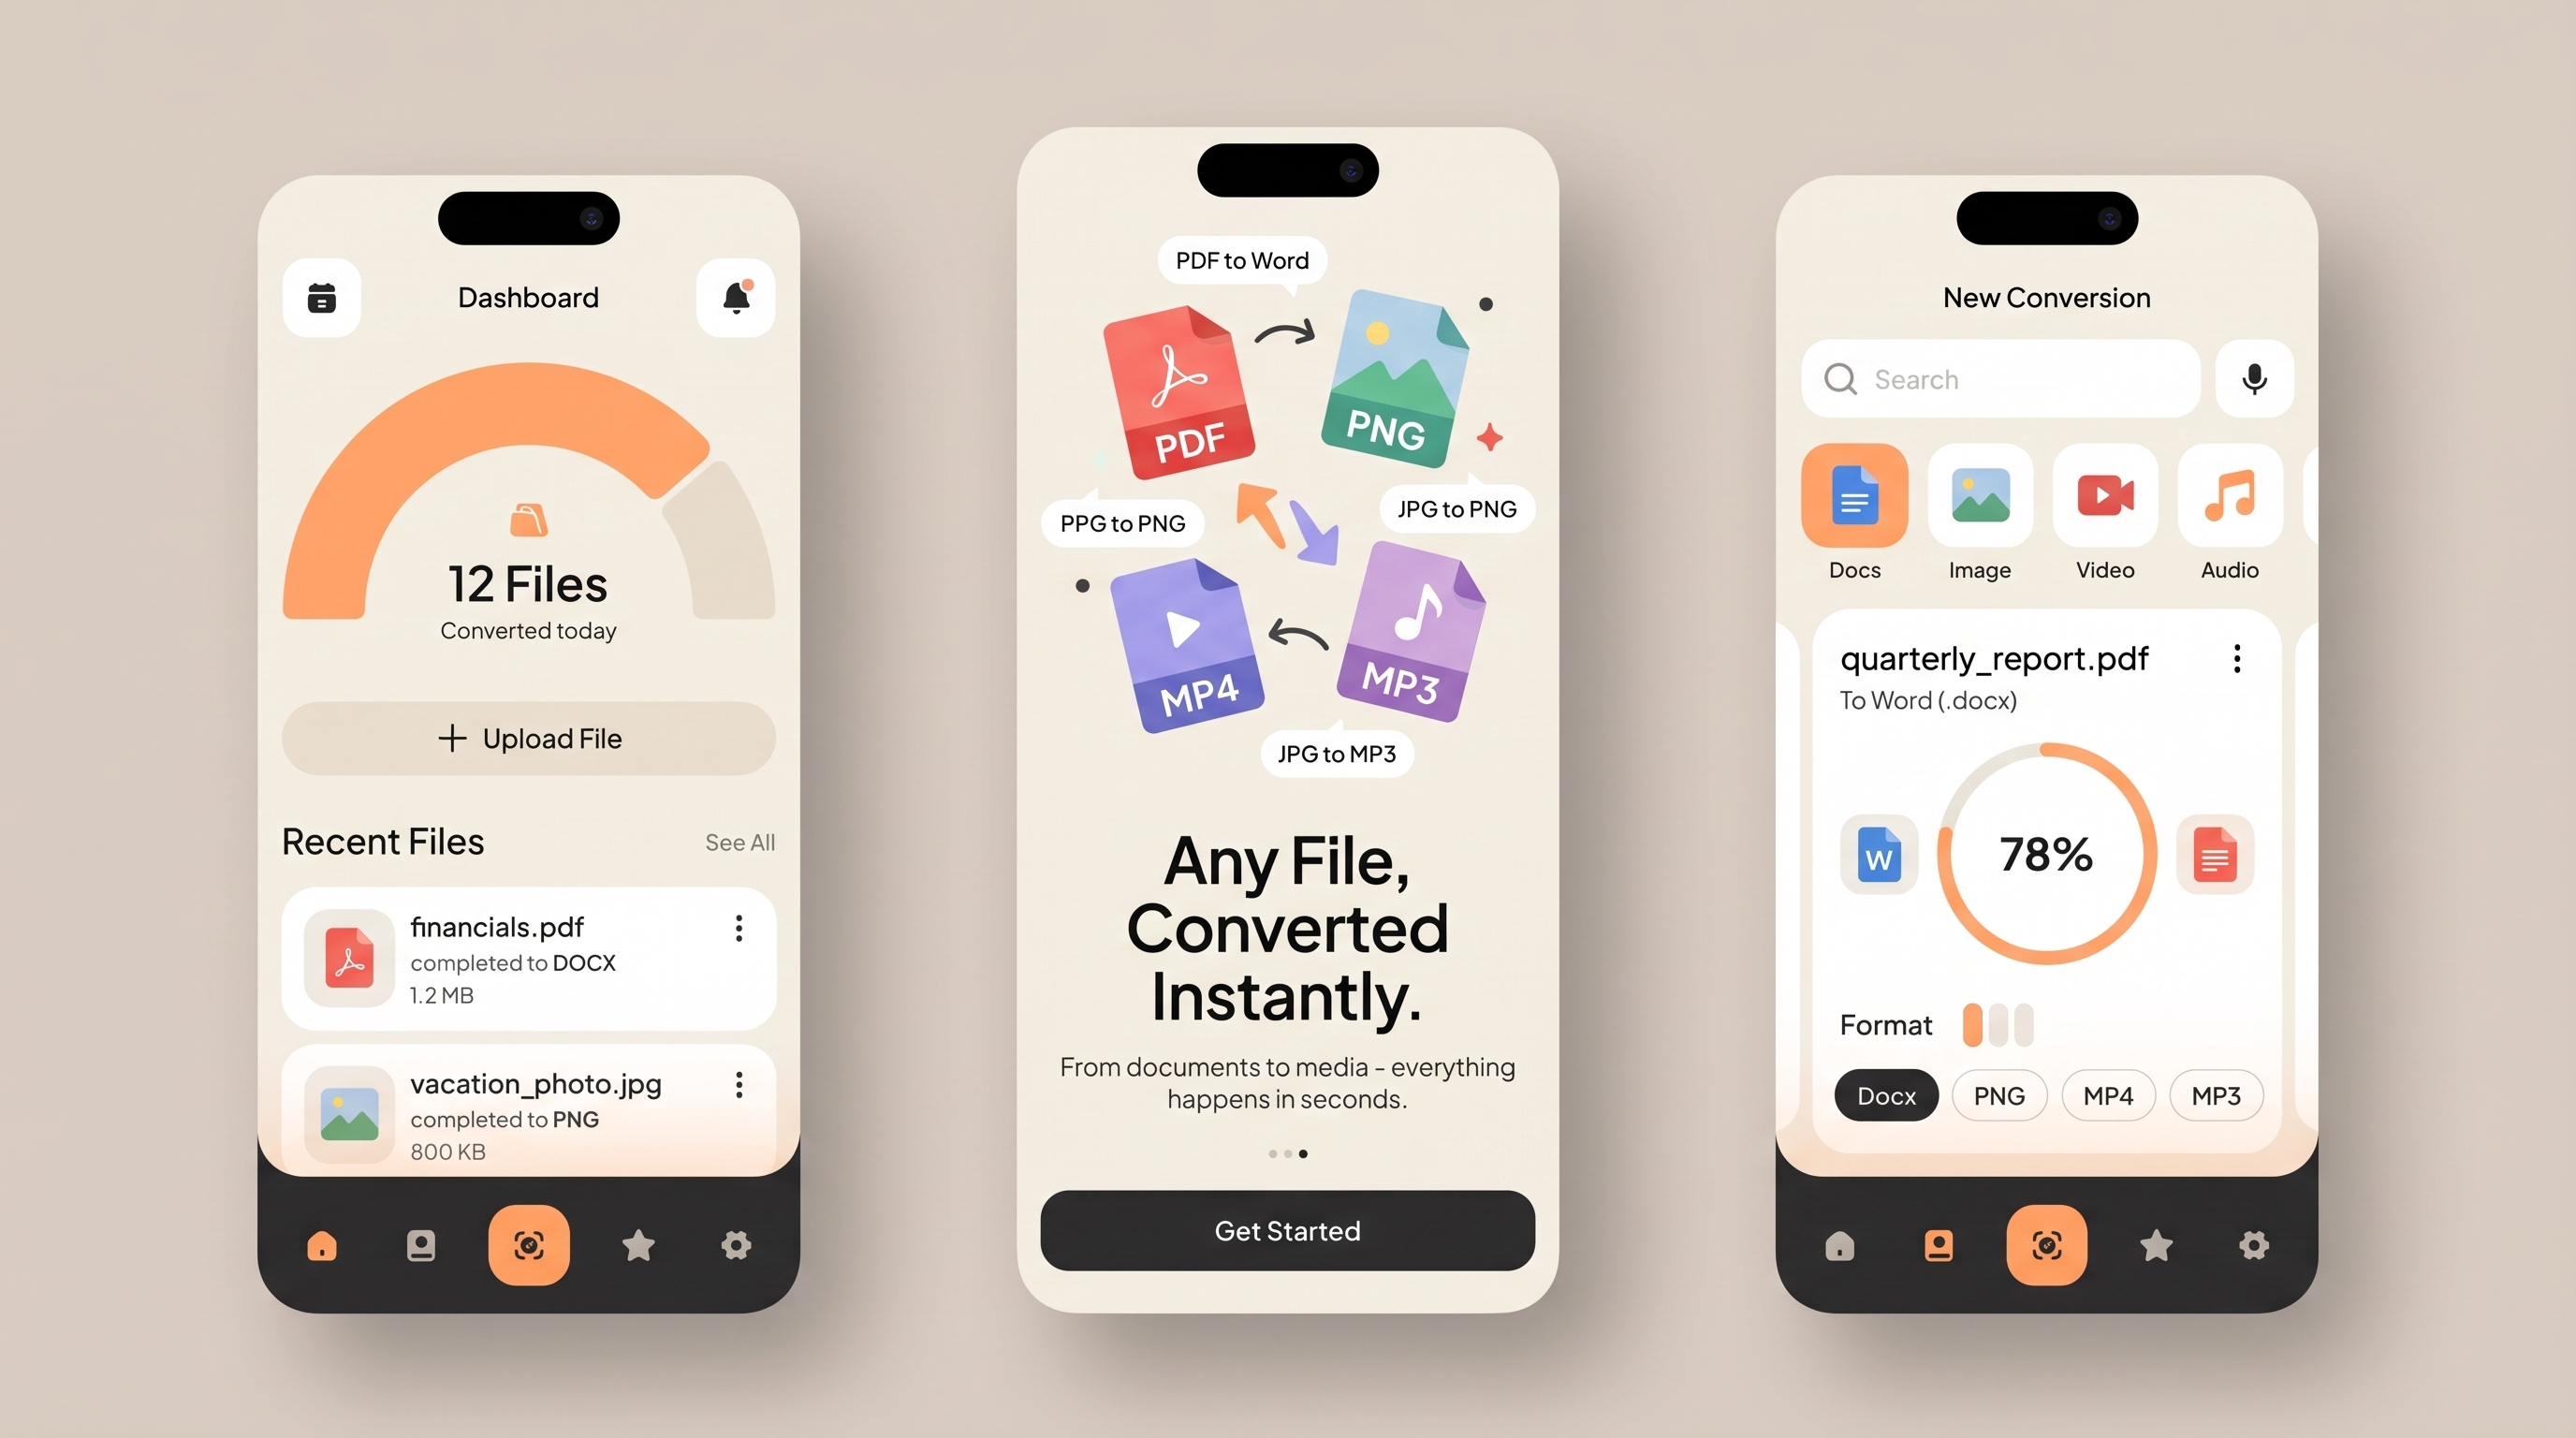 Dashboard
12 Files
Converted today
Upload File
Recent Files
See All
financials.pdf
completed to DOCX
1.2 MB
vacation_photo.jpg
completed to PNG
800 KB
PDF to Word
PDF
PNG
PPG to PNG
JPG to PNG
MP4
MP3
JPG to MP3
Any File,
Converted
Instantly.
From documents to media - everything
happens in seconds.
Get Started
New Conversion
Search
Docs
Image
Video
Audio
quarterly_report.pdf
To Word (.docx)
W
78%
Format
Docx
PNG
MP4
MP3